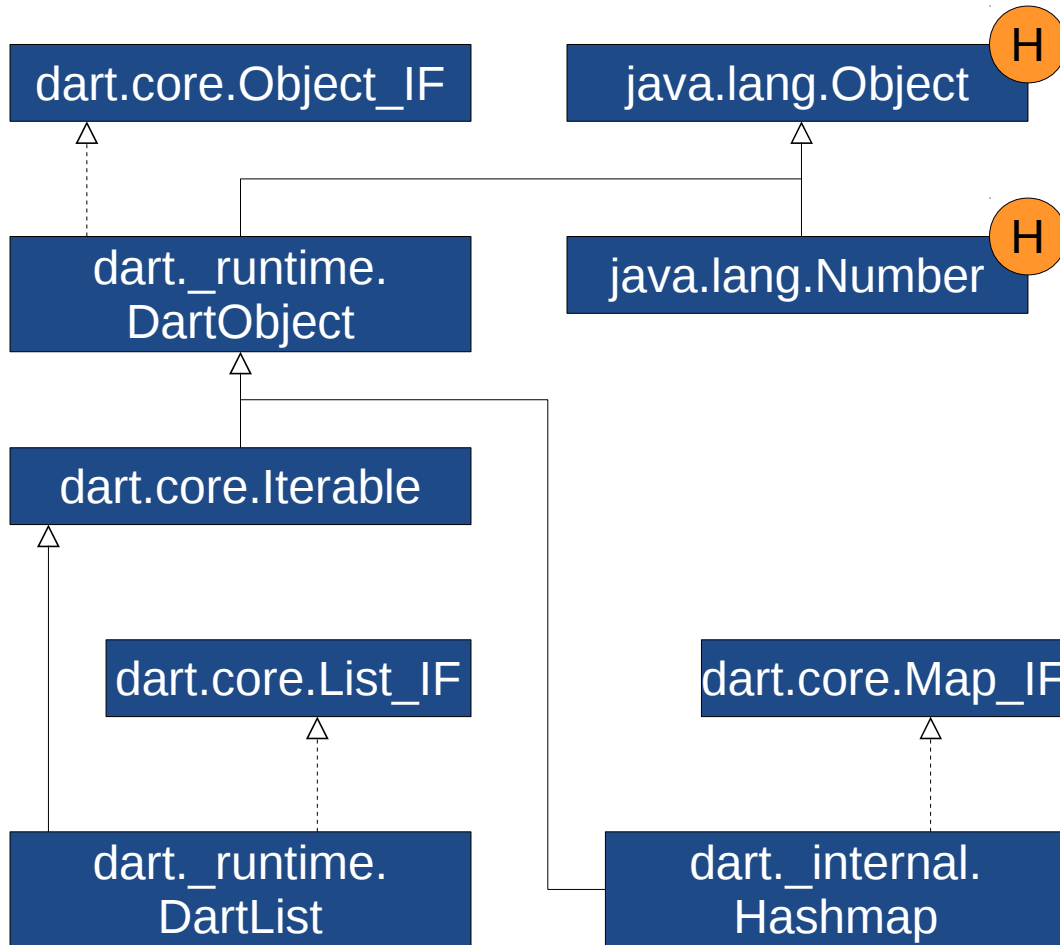 dart.core.Object_IF
java.lang.Object
H
dart._runtime.
DartObject
java.lang.Number
H
dart.core.Iterable
dart.core.List_IF
dart.core.Map_IF
dart._runtime.
DartList
dart._internal.
Hashmap